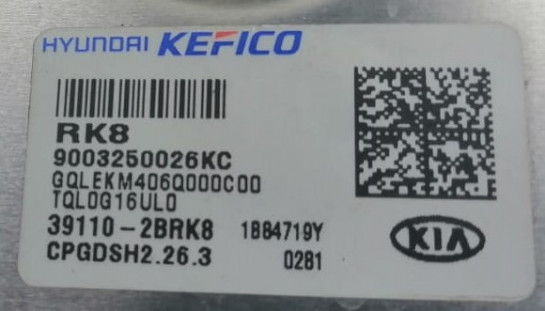 HYUNDAI KEFICO
RK8
9003250026KC
GQLEKM406Q000C00
TQL0G16UL0
39110-2BRK8 1B84719Y
CPGDSH2.26.3 0281
KIA